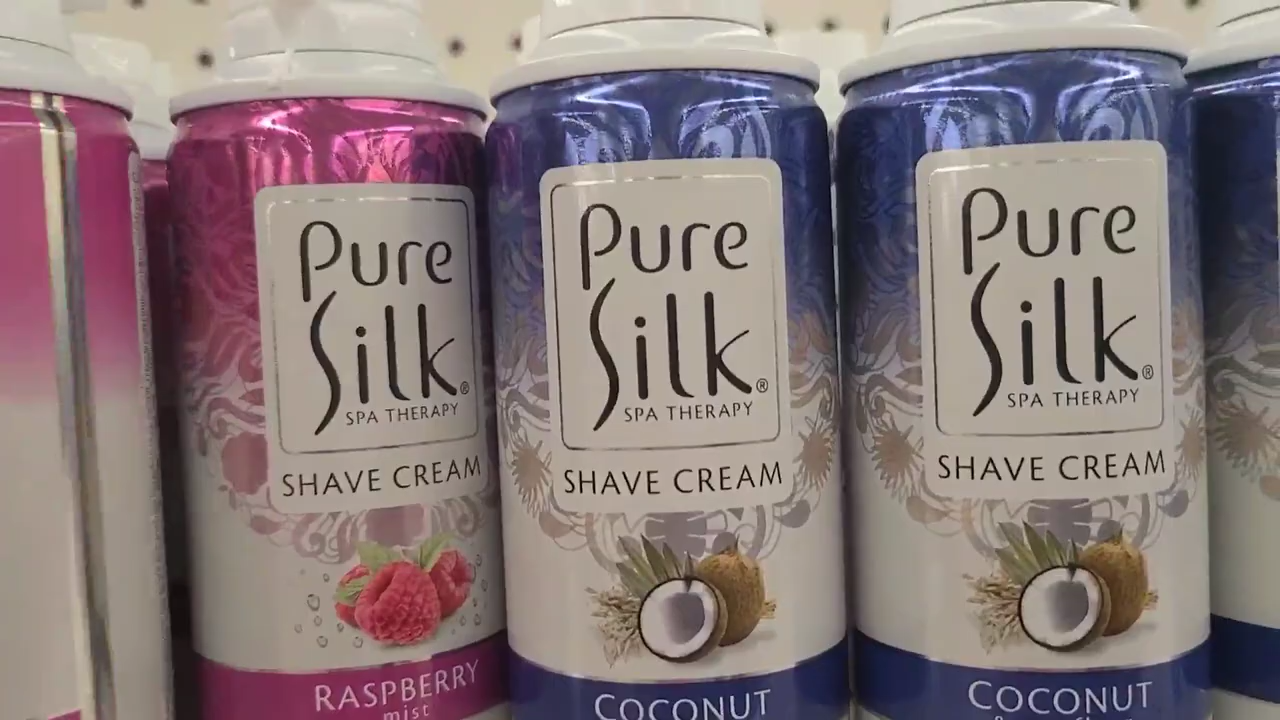 Pure
Silk®
SPA THERAPY
SHAVE CREAM
RASPBERRY
mist
Pure
Silk®
SPA THERAPY
SHAVE CREAM
COCONUT
Pure
Silk®
SPA THERAPY
SHAVE CREAM
COCONUT